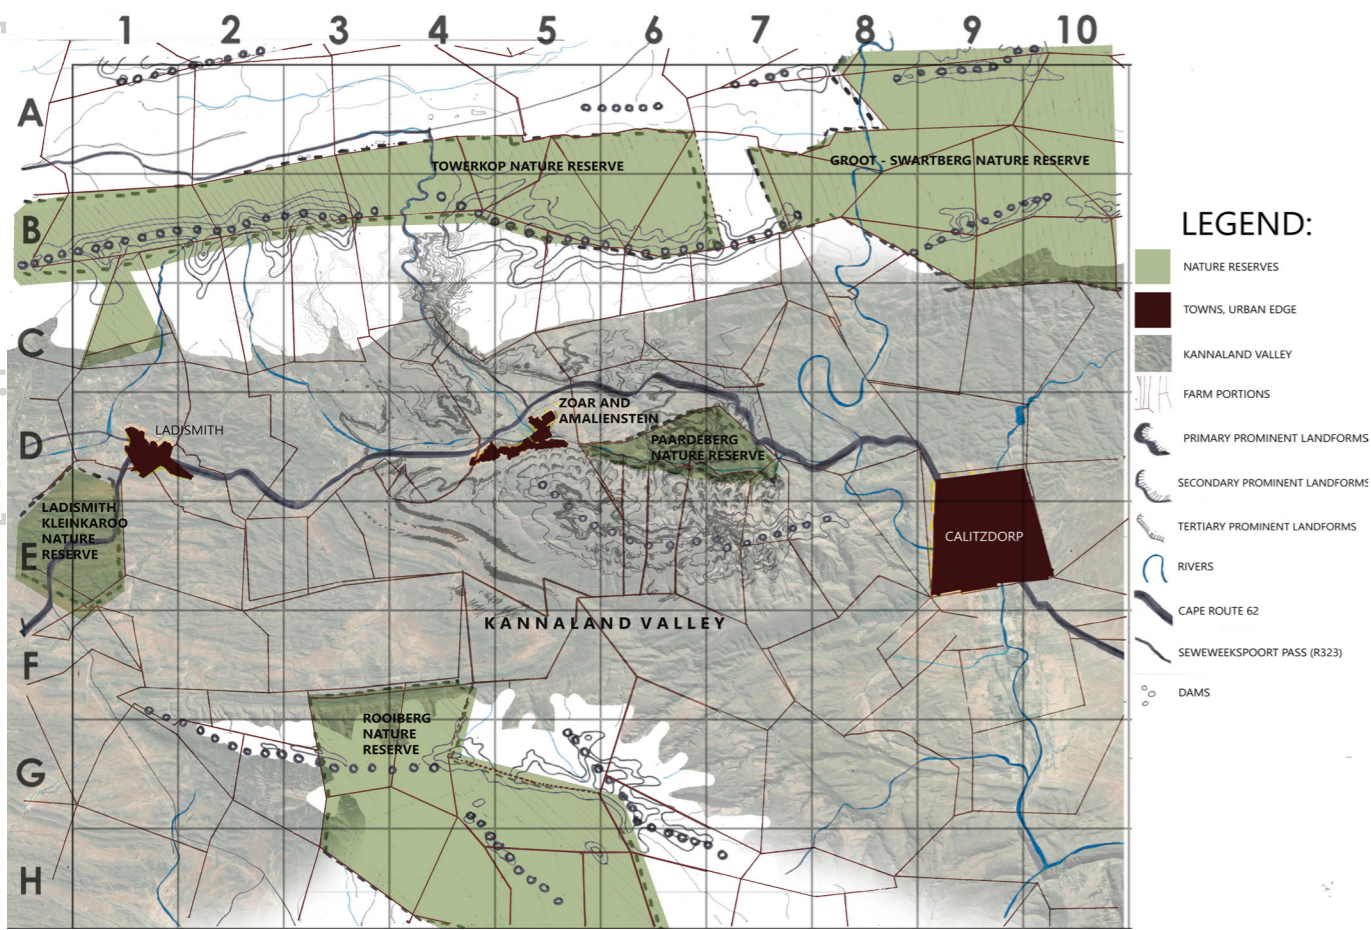 1 2 3 4 5 6 7 8 9 10
A
B
C
D
E
F
G
H
TOWERKOP NATURE RESERVE
GROOT - SWARTBERG NATURE RESERVE
ZOAR AND
AMALIENSTEIN
LADISMITH
PAARDEBERG
NATURE RESERVE
LADISMITH
KLEINKAROO
NATURE
RESERVE
CALITZDORP
KANNALAND VALLEY
ROOIBERG
NATURE
RESERVE
LEGEND:
NATURE RESERVES
TOWNS, URBAN EDGE
KANNALAND VALLEY
FARM PORTIONS
PRIMARY PROMINENT LANDFORMS
SECONDARY PROMINENT LANDFORMS
TERTIARY PROMINENT LANDFORMS
RIVERS
CAPE ROUTE 62
SEWEWEEKSPOORT PASS (R323)
DAMS